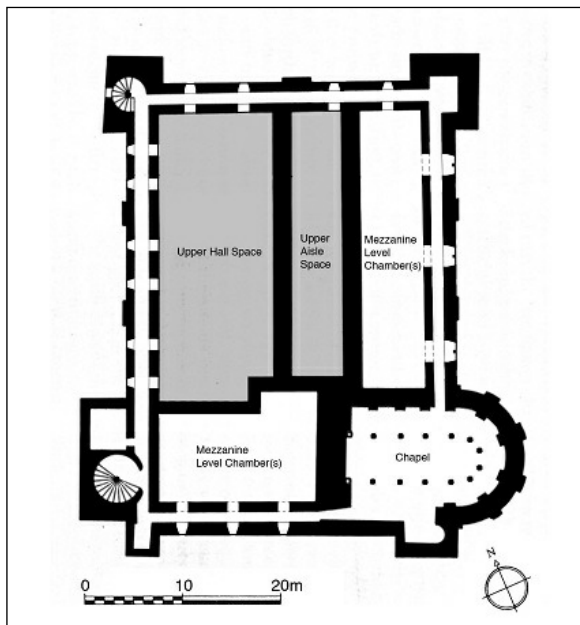 Upper Hall Space
Upper
Aisle
Space
Mezzanine
Level
Chamber(s)
Mezzanine
Level Chamber(s)
Chapel
N
0 10 20m